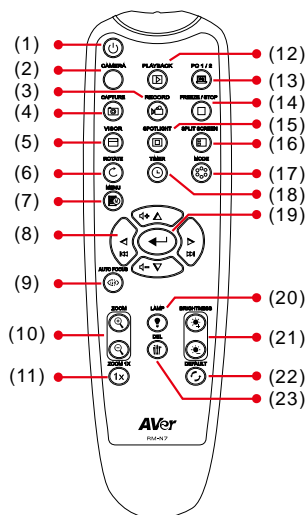 (1)
(12)
CAMERA PLAYBACK PC 1 / 2
(2)
(13)
(3)
CAPTURE RECORD FREEZE / STOP
(14)
(4)
(15)
VISOR SPOTLIGHT SPLIT SCREEN
(5)
(16)
ROTATE TIMER MODE
(6)
(17)
(18)
MENU
(7)
(19)
(8)
AUTO FOCUS
(9)
(20)
ZOOM LAMP BRIGHTNESS
(10)
DEL
(21)
ZOOM 1X DEFAULT
(11)
1x
(22)
(23)
AVer
RM-N7